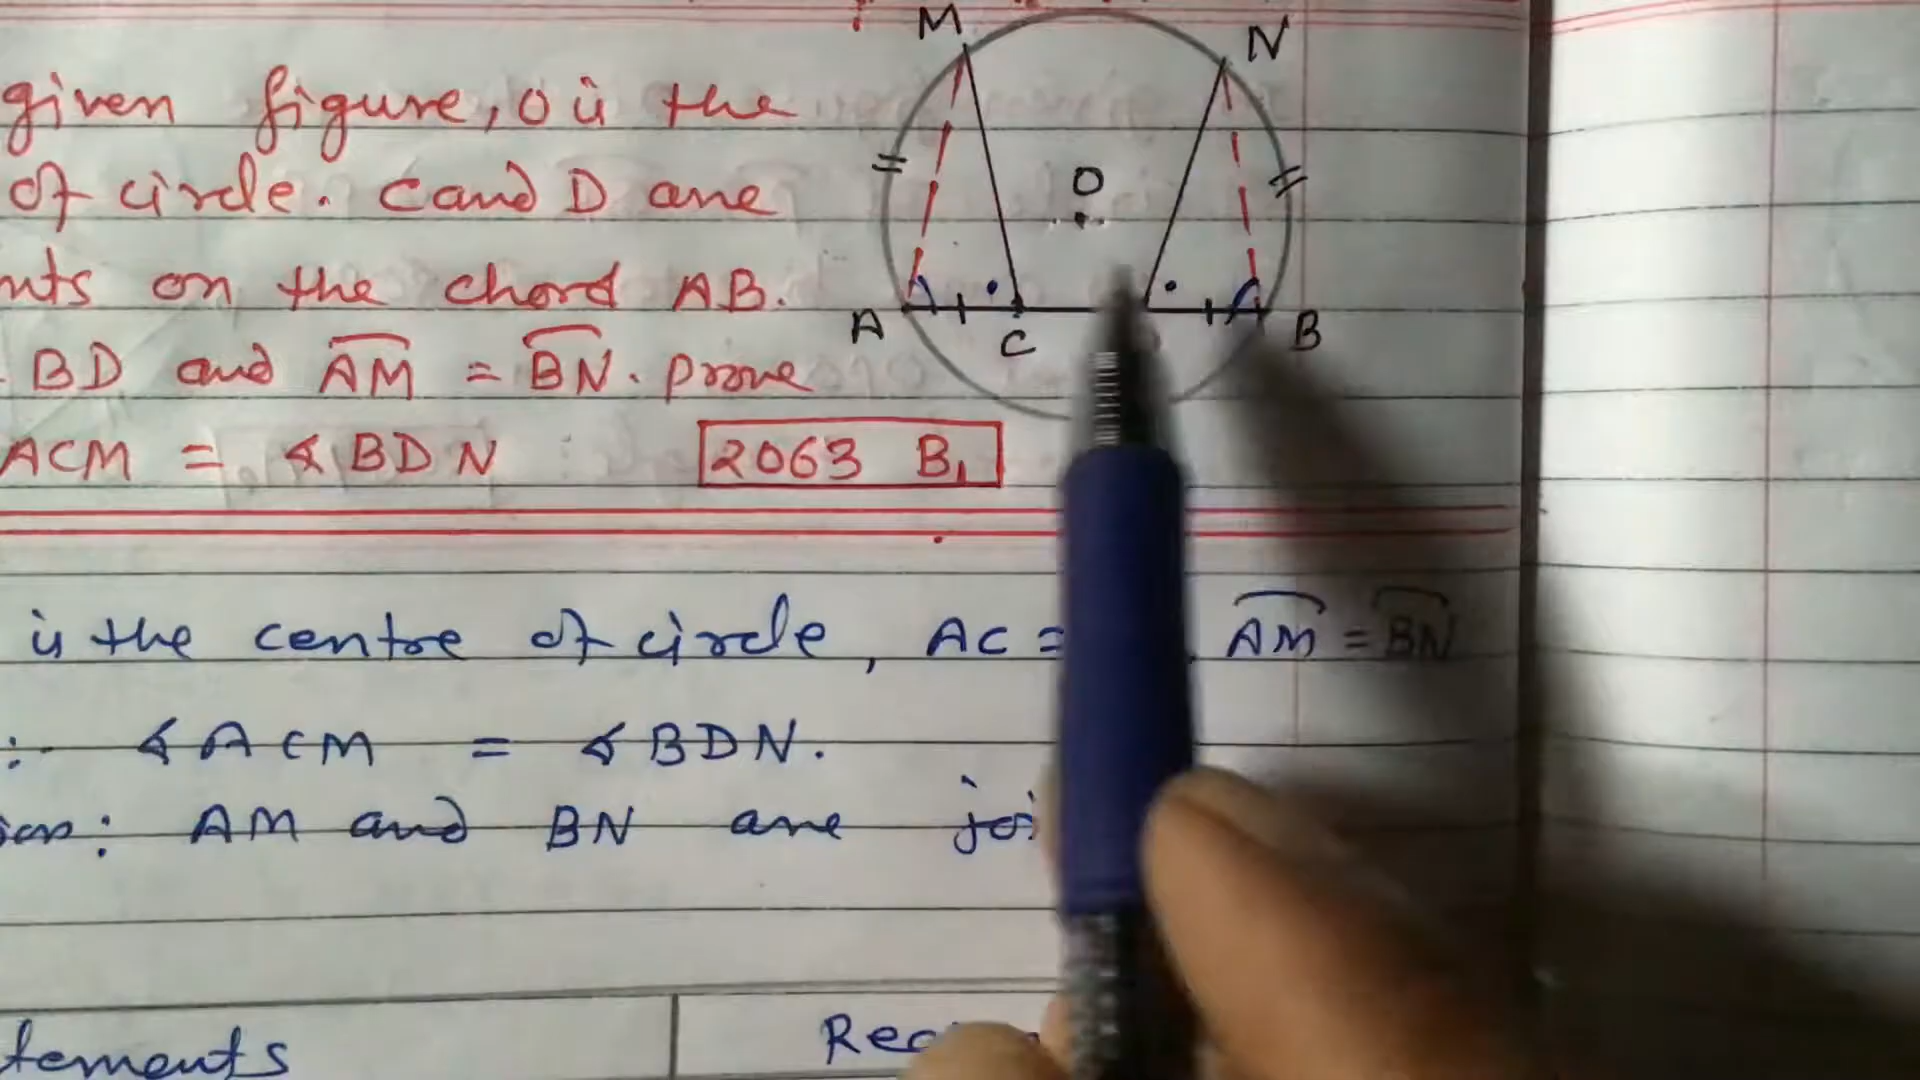 M
N
given figure, O is the
O
of circle. C and D are
nts on the chord AB.
A
C
B
BD and AM = BN. prove
ACM = ∡BDN
2063 B1
is the centre of circle, AC = , AM = BN
:- ∡ACM = ∡BDN.
: AM and BN are joi
tements
Rea